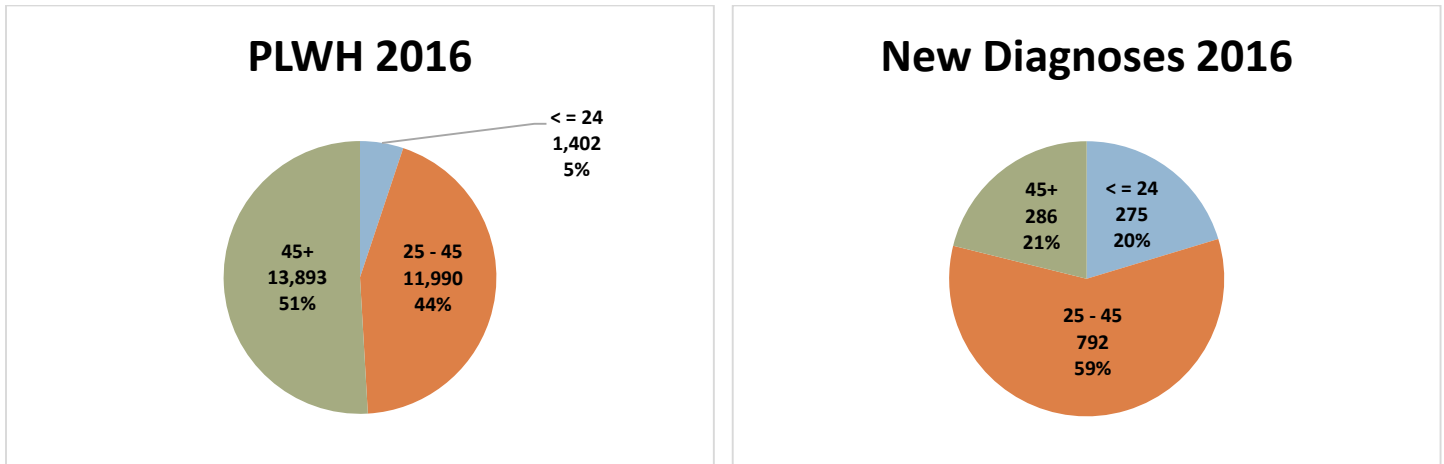 PLWH 2016
< = 24
1,402
5%
25 - 45
11,990
44%
45+
13,893
51%
New Diagnoses 2016
< = 24
275
20%
25 - 45
792
59%
45+
286
21%